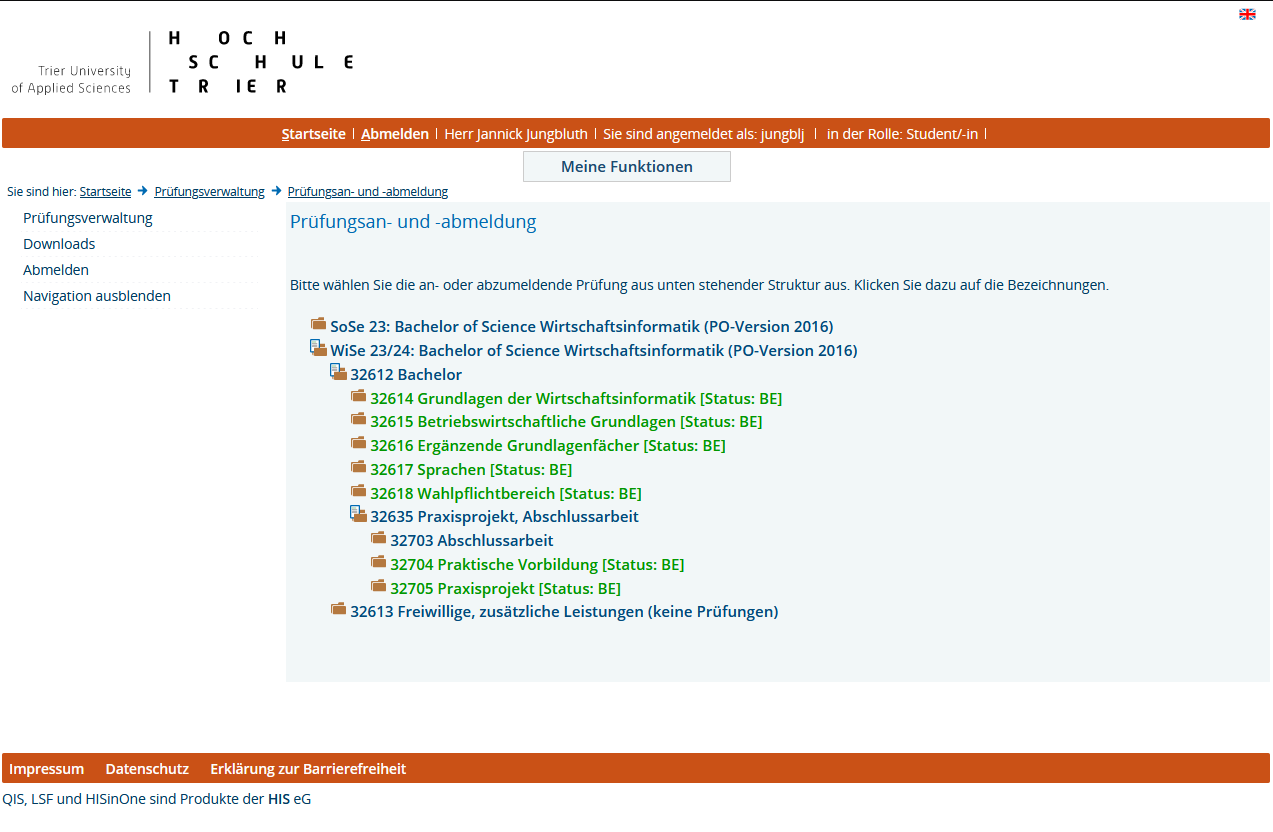 Trier University
of Applied Sciences
HOCH
SCHULE
TRIER
Startseite | Abmelden | Herr Jannick Jungbluth | Sie sind angemeldet als: jungblj | in der Rolle: Student/-in |
Meine Funktionen
Sie sind hier: Startseite → Prüfungsverwaltung → Prüfungsan- und -abmeldung
Prüfungsverwaltung
Downloads
Abmelden
Navigation ausblenden
Prüfungsan- und -abmeldung
Bitte wählen Sie die an- oder abzumeldende Prüfung aus unten stehender Struktur aus. Klicken Sie dazu auf die Bezeichnungen.
SoSe 23: Bachelor of Science Wirtschaftsinformatik (PO-Version 2016)
WiSe 23/24: Bachelor of Science Wirtschaftsinformatik (PO-Version 2016)
32612 Bachelor
32614 Grundlagen der Wirtschaftsinformatik [Status: BE]
32615 Betriebswirtschaftliche Grundlagen [Status: BE]
32616 Ergänzende Grundlagenfächer [Status: BE]
32617 Sprachen [Status: BE]
32618 Wahlpflichtbereich [Status: BE]
32635 Praxisprojekt, Abschlussarbeit
32703 Abschlussarbeit
32704 Praktische Vorbildung [Status: BE]
32705 Praxisprojekt [Status: BE]
32613 Freiwillige, zusätzliche Leistungen (keine Prüfungen)
Impressum Datenschutz Erklärung zur Barrierefreiheit
QIS, LSF und HISinOne sind Produkte der HIS eG